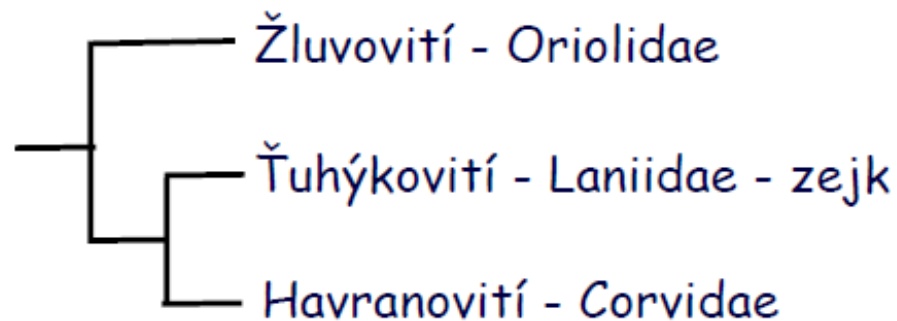 Žluvovití - Oriolidae
Ťuhýkovití - Laniidae - zejk
Havranovití - Corvidae